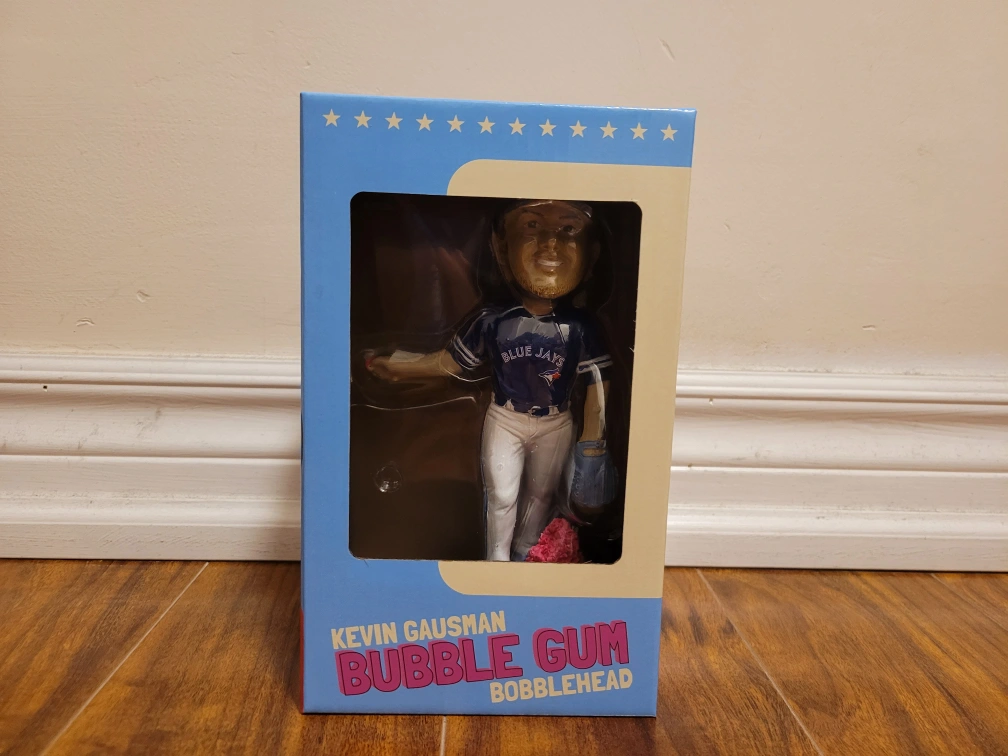 BLUE JAYS
KEVIN GAUSMAN
BUBBLE GUM
BOBBLEHEAD